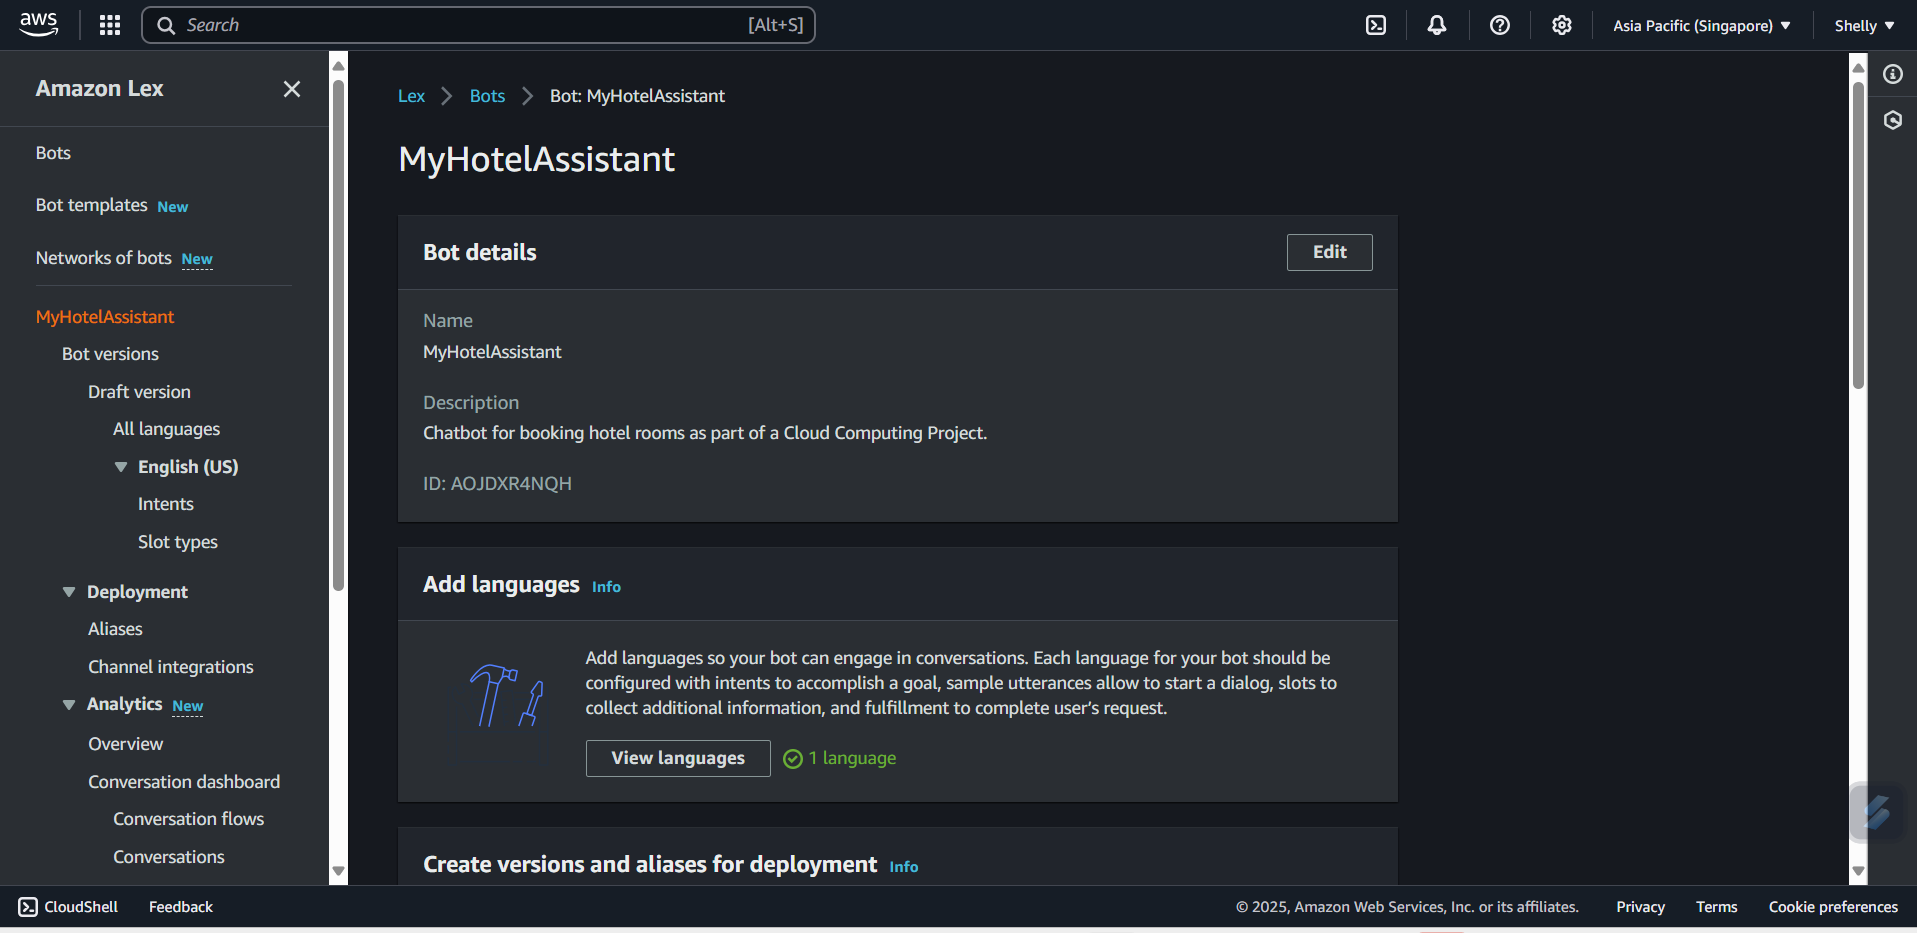 aws
Search [Alt+S]
Asia Pacific (Singapore)
Shelly
Amazon Lex
Bots
Bot templates New
Networks of bots New
MyHotelAssistant
Bot versions
Draft version
All languages
English (US)
Intents
Slot types
Deployment
Aliases
Channel integrations
Analytics New
Overview
Conversation dashboard
Conversation flows
Conversations
Lex > Bots > Bot: MyHotelAssistant
MyHotelAssistant
Bot details
Edit
Name
MyHotelAssistant
Description
Chatbot for booking hotel rooms as part of a Cloud Computing Project.
ID: AOJDXR4NQH
Add languages Info
Add languages so your bot can engage in conversations. Each language for your bot should be
configured with intents to accomplish a goal, sample utterances allow to start a dialog, slots to
collect additional information, and fulfillment to complete user’s request.
View languages
1 language
Create versions and aliases for deployment Info
CloudShell
Feedback
© 2025, Amazon Web Services, Inc. or its affiliates.
Privacy
Terms
Cookie preferences